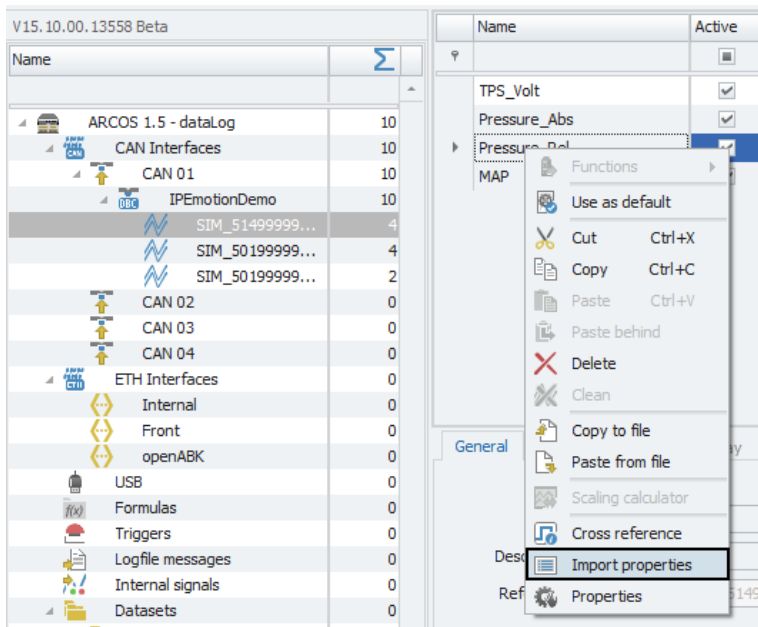 V15.10.00.13558 Beta
Name
Σ
ARCOS 1.5 - dataLog 10
CAN Interfaces 10
CAN 01 10
DBC IPEmotionDemo 10
SIM_51499999... 4
SIM_50199999... 4
SIM_50199999... 2
CAN 02 0
CAN 03 0
CAN 04 0
ETH Interfaces 0
Internal 0
Front 0
openABK 0
USB 0
f(x) Formulas 0
Triggers 0
Logfile messages 0
Internal signals 0
Datasets 0
Name Active
TPS_Volt
Pressure_Abs
MAP
Functions
Use as default
Cut Ctrl+X
Copy Ctrl+C
Paste Ctrl+V
Paste behind
Delete
Clean
Copy to file
Paste from file
Scaling calculator
Cross reference
Import properties
Properties
General